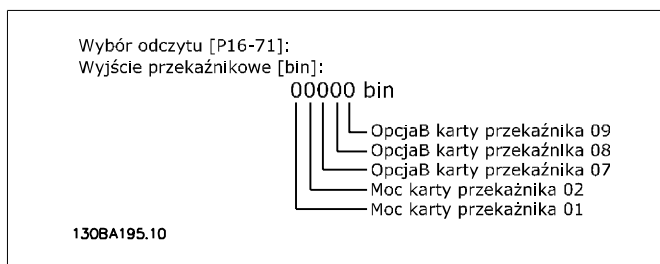 Wybór odczytu [P16-71]:
Wyjście przekaźnikowe [bin]:
00000 bin
OpcjaB karty przekaźnika 09
OpcjaB karty przekaźnika 08
OpcjaB karty przekaźnika 07
Moc karty przekaźnika 02
Moc karty przekaźnika 01
130BA195.10